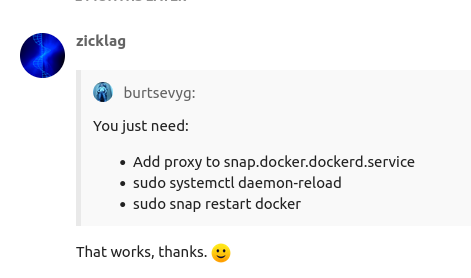 zicklag
burtsevyg:
You just need:
Add proxy to snap.docker.dockerd.service
sudo systemctl daemon-reload
sudo snap restart docker
That works, thanks.